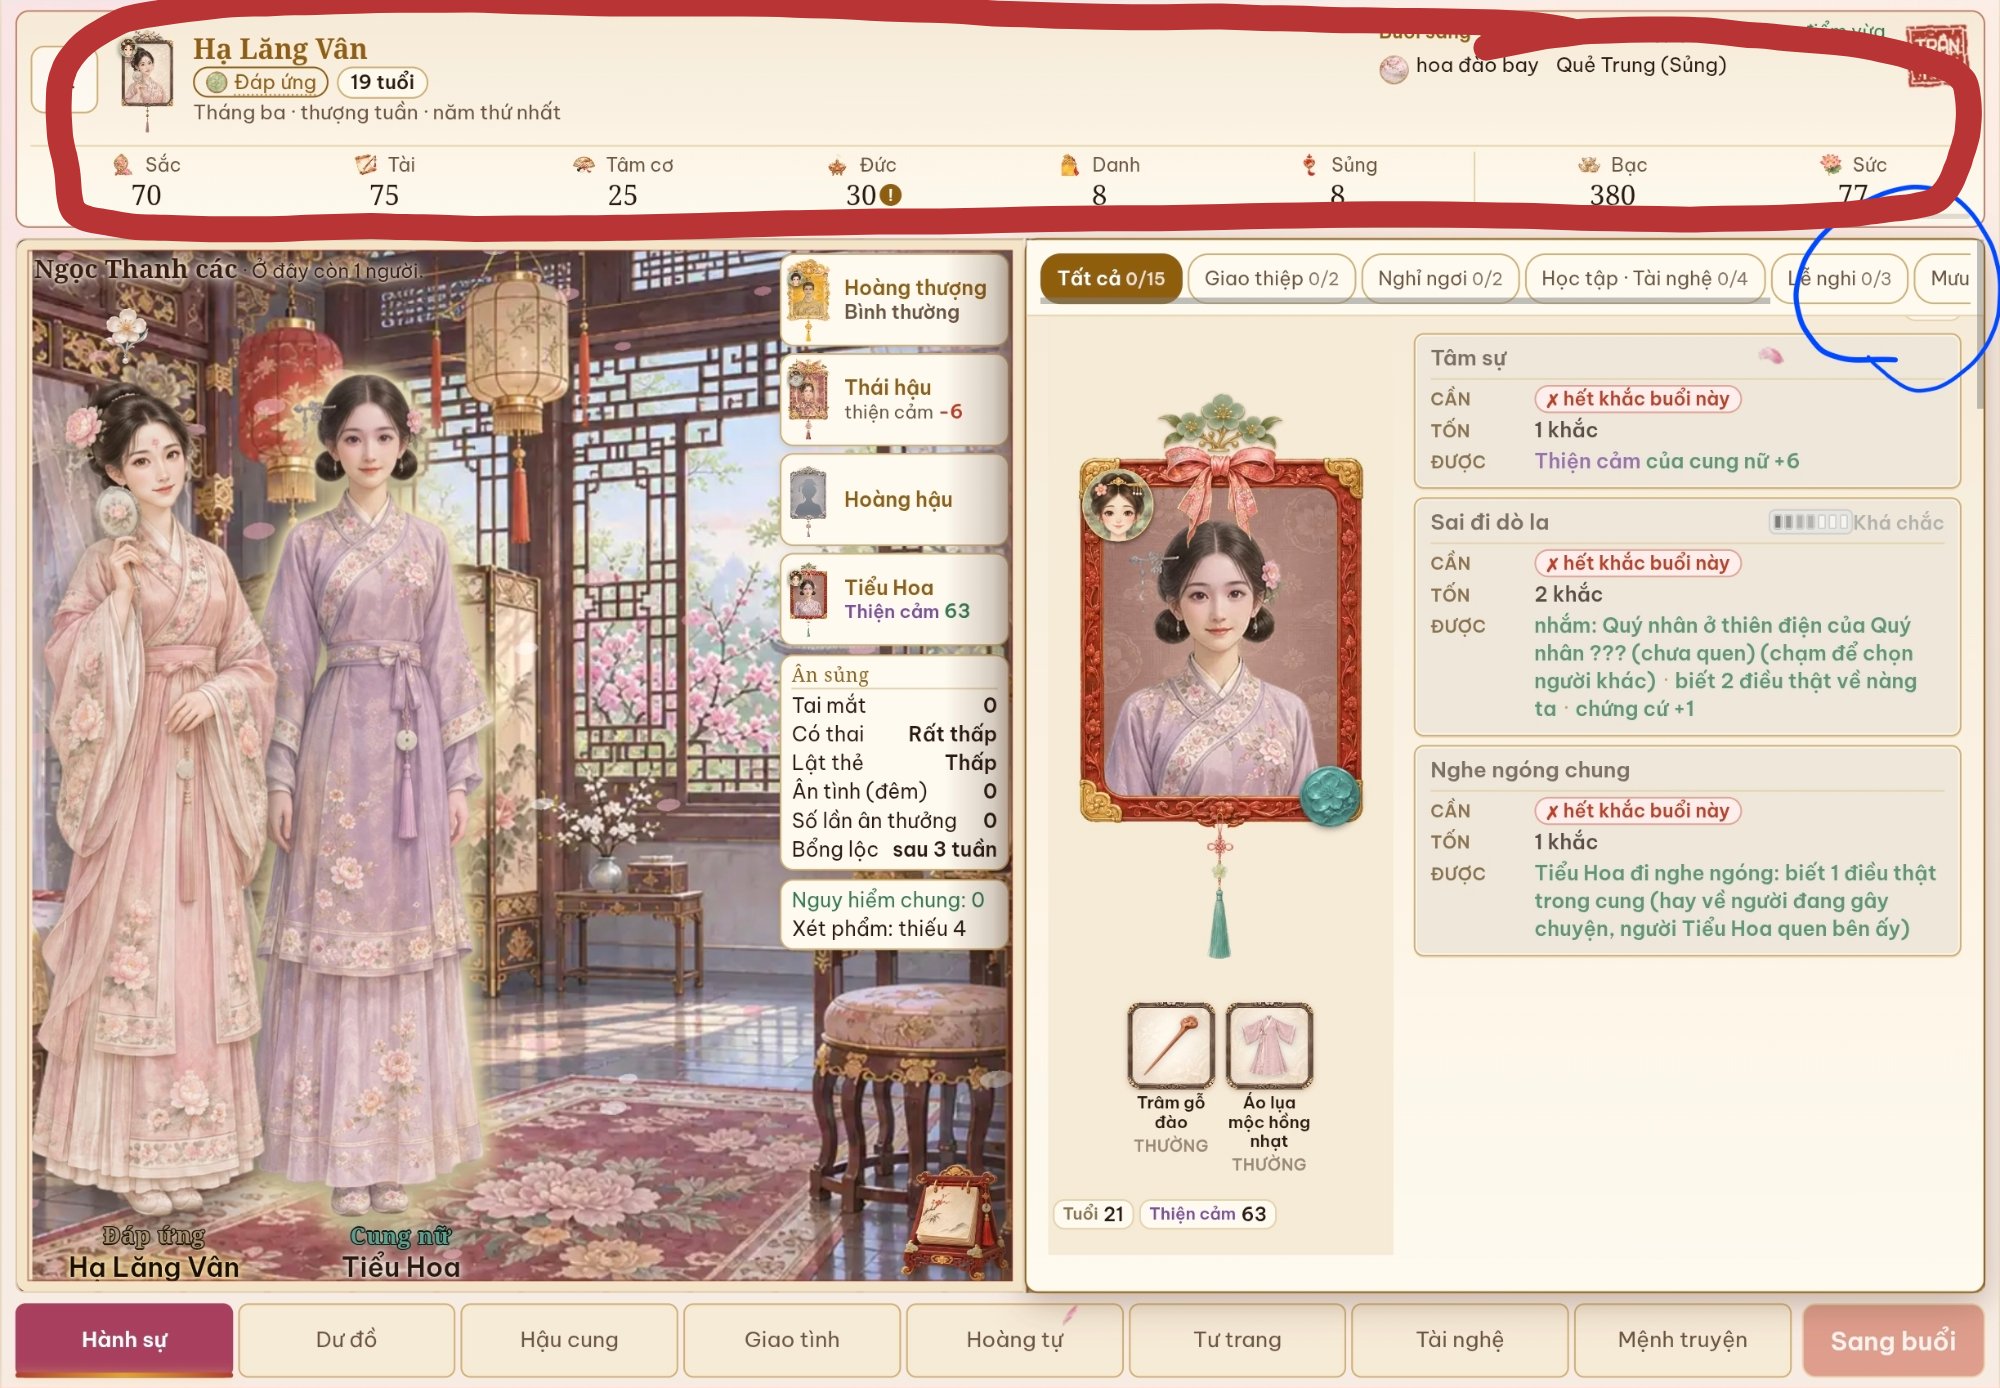 Hạ Lăng Vân
Đáp ứng 19 tuổi
Tháng ba · thượng tuần · năm thứ nhất
Buổi sáng
điểm vừa
hoa đào bay Quẻ Trung (Sủng)
Sắc 70
Tài 75
Tâm cơ 25
Đức 30 !
Danh 8
Sủng 8
Bạc 380
Sức 77
Ngọc Thanh các · Ở đây còn 1 người.
Hoàng thượng
Bình thường
Thái hậu
thiện cảm -6
Hoàng hậu
Tiểu Hoa
Thiện cảm 63
Ân sủng
Tai mắt 0
Có thai Rất thấp
Lật thẻ Thấp
Ân tình (đêm) 0
Số lần ân thưởng 0
Bổng lộc sau 3 tuần
Nguy hiểm chung: 0
Xét phẩm: thiếu 4
Đáp ứng
Hạ Lăng Vân
Cung nữ
Tiểu Hoa
Tất cả 0/15
Giao thiệp 0/2
Nghỉ ngơi 0/2
Học tập · Tài nghệ 0/4
Lễ nghi 0/3
Mưu
Trâm gỗ
đào
THƯỜNG
Áo lụa
mộc hồng
nhạt
THƯỜNG
Tuổi 21
Thiện cảm 63
Tâm sự
CẦN ✗ hết khắc buổi này
TỐN 1 khắc
ĐƯỢC Thiện cảm của cung nữ +6
Sai đi dò la Khá chắc
CẦN ✗ hết khắc buổi này
TỐN 2 khắc
ĐƯỢC nhắm: Quý nhân ở thiên điện của Quý
nhân ??? (chưa quen) (chạm để chọn
người khác) · biết 2 điều thật về nàng
ta · chứng cứ +1
Nghe ngóng chung
CẦN ✗ hết khắc buổi này
TỐN 1 khắc
ĐƯỢC Tiểu Hoa đi nghe ngóng: biết 1 điều thật
trong cung (hay về người đang gây
chuyện, người Tiểu Hoa quen bên ấy)
Hành sự
Dư đồ
Hậu cung
Giao tình
Hoàng tự
Tư trang
Tài nghệ
Mệnh truyện
Sang buổi